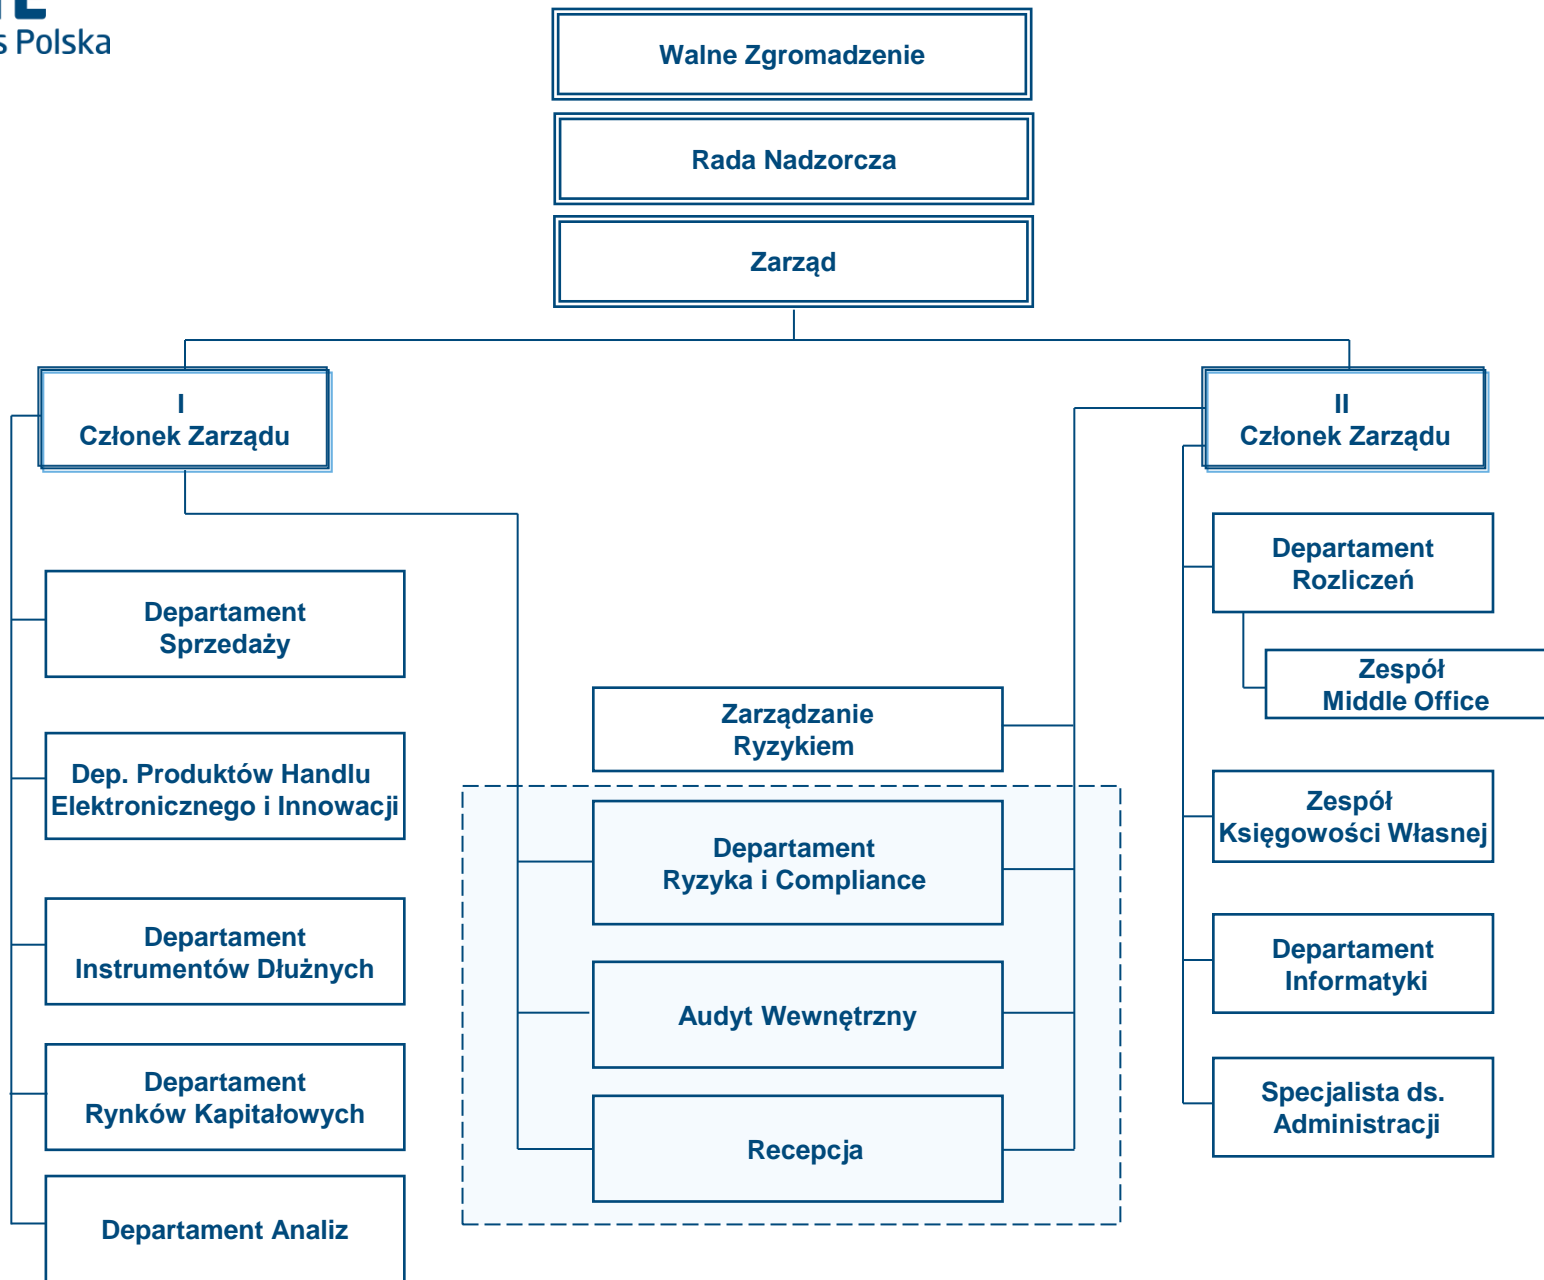 s Polska
Walne Zgromadzenie
Rada Nadzorcza
Zarząd
I
Członek Zarządu
II
Członek Zarządu
Departament
Sprzedaży
Dep. Produktów Handlu
Elektronicznego i Innowacji
Departament
Instrumentów Dłużnych
Departament
Rynków Kapitałowych
Departament Analiz
Zarządzanie
Ryzykiem
Departament
Ryzyka i Compliance
Audyt Wewnętrzny
Recepcja
Departament
Rozliczeń
Zespół
Middle Office
Zespół
Księgowości Własnej
Departament
Informatyki
Specjalista ds.
Administracji